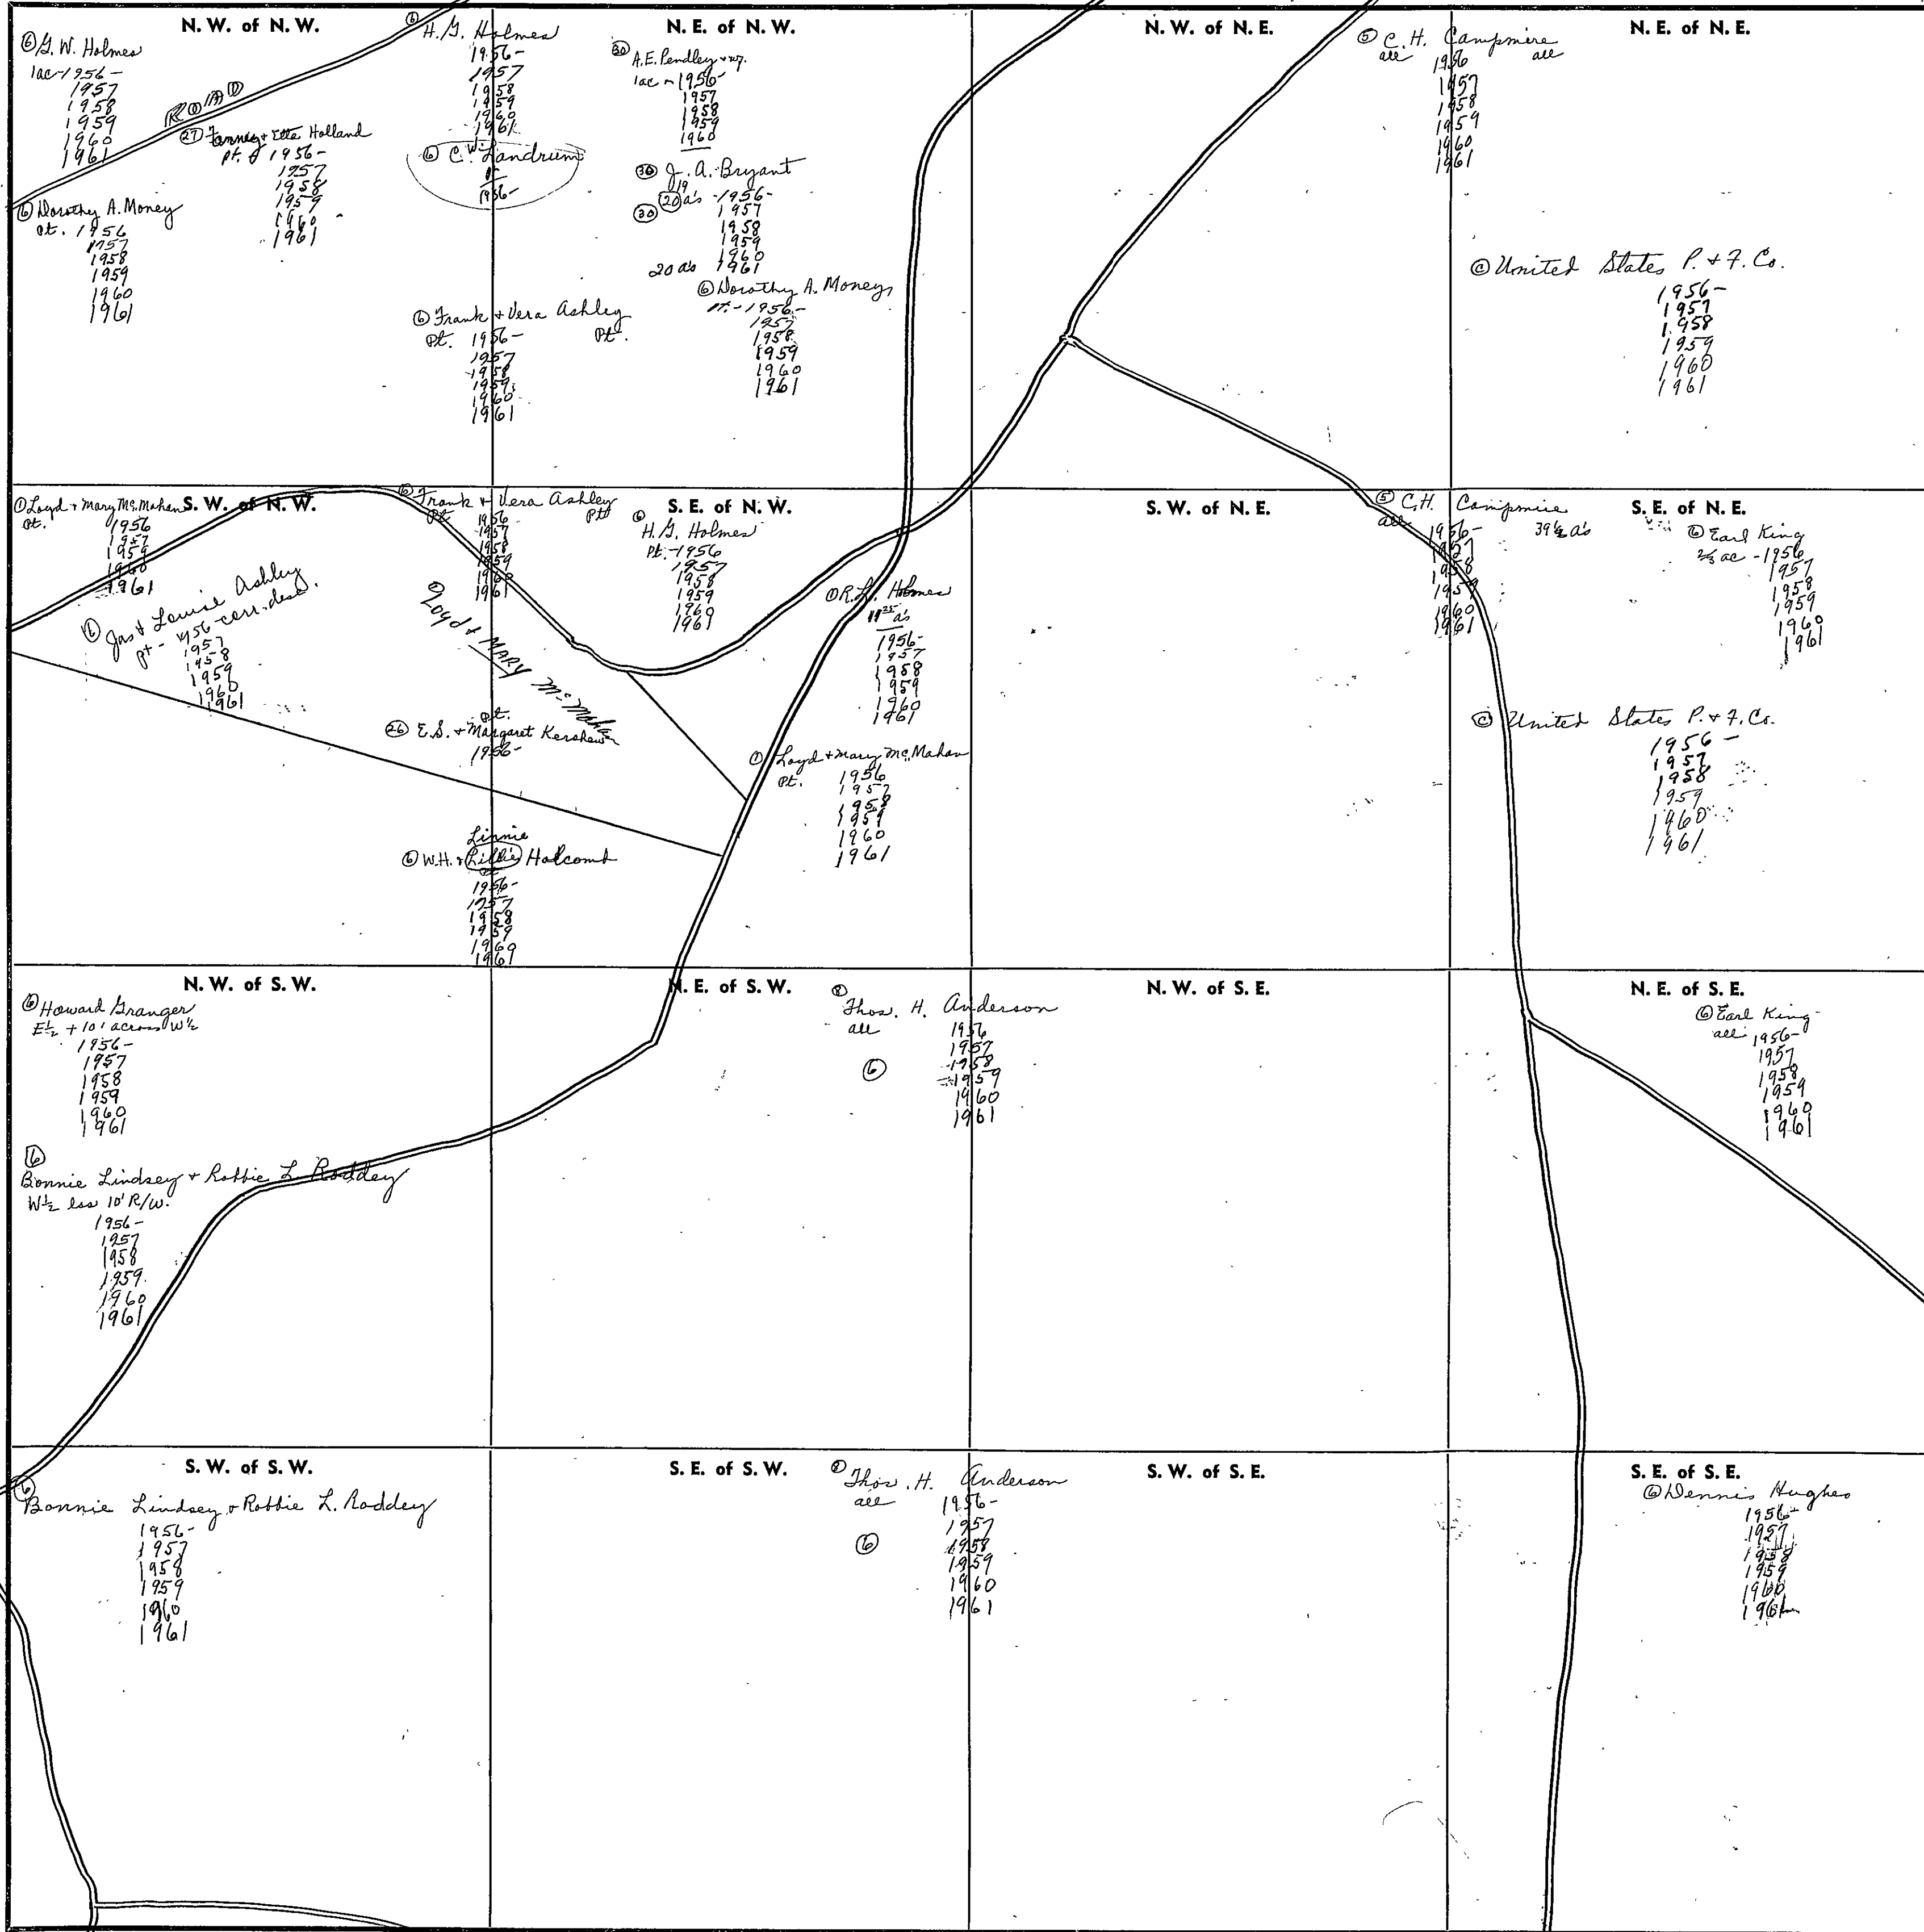 N. W. of N. W.
⑥ G. W. Holmes
1ac-1956-
1957
1958
1959
1960
1961
ROAD
㉗ & Etta Holland
pt. of 1956-
1957
1958
1959
1960
1961
⑥ Dorothy A. Money
pt. 1956
1957
1958
1959
1960
1961
⑥ H. G. Holmes
1956-
1957
1958
1959
1960
1961
⑥ C. W. Landrum
1956-
⑥ Frank & Vera Ashley
Pt. 1956- Pt.
1957
1958
1959
1960
1961
N. E. of N. W.
㉚ A. E. Pendley & wf.
1ac - 1956-
1957
1958
1959
1960
㉚ J. A. Bryant
19
⑳ a's - 1956-
㉚ 1957
1958
1959
1960
20 a's 1961
⑥ Dorothy A. Money
pt. - 1956-
1957
1958
1959
1960
1961
N. W. of N. E.
⑤ C. H. Campmire
all 1956 all
1957
1958
1959
1960
1961
N. E. of N. E.
Ⓒ United States P. & F. Co.
1956-
1957
1958
1959
1960
1961
S. W. of N. W.
① Loyd & Mary McMahan
pt.
1956
1957
1959
1960
1961
⑥ Jas & Louise Ashley
pt - 1956 - corr. desc.
1957
1958
1959
1960
1961
⑥ Frank & Vera Ashley
Pt 1956 Pt
1957
1958
1959
1960
1961
① Loyd & MARY McMahan
pt.
㉖ E. S. & Margaret Kershaw
1956-
Linnie
⑥ W. H. & Lillie Holcomb
1956-
1957
1958
1959
1960
1961
S. E. of N. W.
⑥ H. G. Holmes
Pt. - 1956
1957
1958
1959
1960
1961
① R. L. Holmes
11 25 a's
1956-
1957
1958
1959
1960
1961
① Loyd & Mary McMahan
Pt. 1956
1957
1958
1959
1960
1961
S. W. of N. E.
⑤ C. H. Campmire
all 1956- 39 ⅓ a's
1957
1958
1959
1960
1961
S. E. of N. E.
⑥ Earl King
⅔ ac - 1956
1957
1958
1959
1960
1961
Ⓒ United States P. & F. Co.
1956-
1957
1958
1959
1960
1961
N. W. of S. W.
⑥ Howard Granger
E½ + 10' across W½
1956-
1957
1958
1959
1960
1961
⑥
Bonnie Lindsey & Robbie L. Roddey
W½ less 10' R/W.
1956-
1957
1958
1959
1960
1961
N. E. of S. W.
⑧ Thos. H. Anderson
all 1956
1957
⑥ 1958
1959
1960
1961
N. W. of S. E.
N. E. of S. E.
⑥ Earl King
all 1956-
1957
1958
1959
1960
1961
S. W. of S. W.
⑥
Bonnie Lindsey & Robbie L. Roddey
1956-
1957
1958
1959
1960
1961
S. E. of S. W.
⑧ Thos. H. Anderson
all 1956-
1957
⑥ 1958
1959
1960
1961
S. W. of S. E.
S. E. of S. E.
⑥ Dennis Hughes
1956-
1957
1958
1959
1960
1961